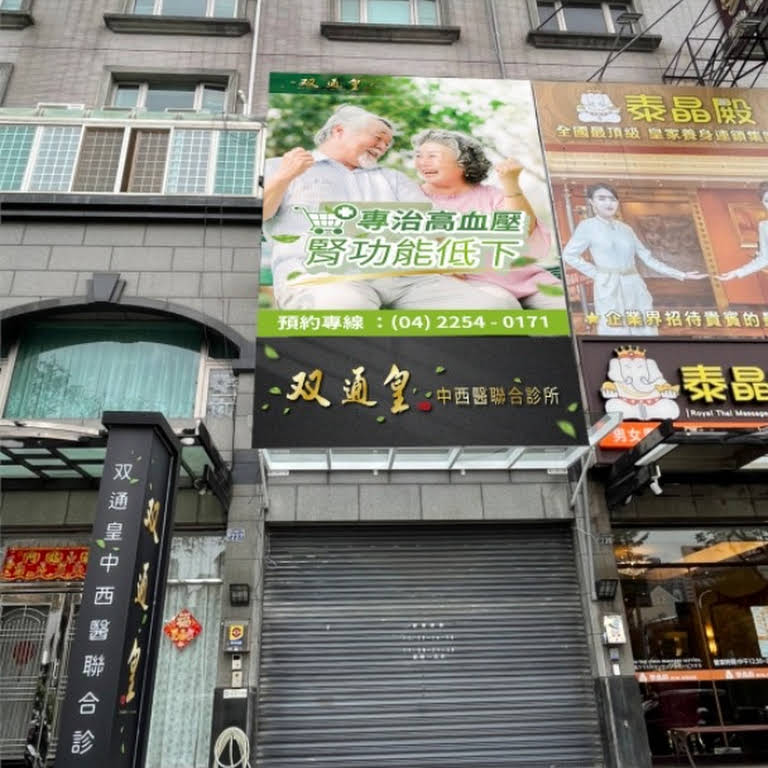 双通皇
專治高血壓
腎功能低下
預約專線：(04) 2254-0171
双通皇 中西醫聯合診所
泰晶殿
全國最頂級 皇家養身連鎖集
★企業界招待貴賓的
泰晶
Royal Thai Massage
男女
双通皇中西醫聯合診
双通皇
福